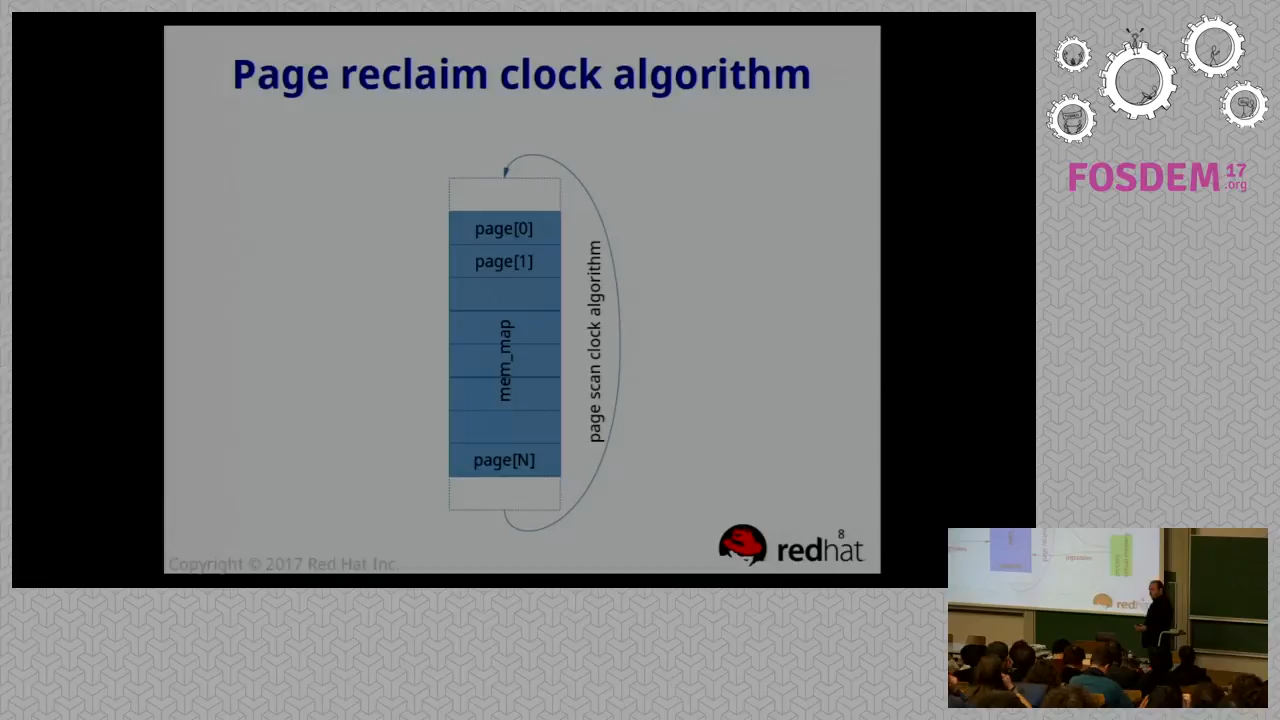 Page reclaim clock algorithm
page[0]
page[1]
mem_map
page[N]
page scan clock algorithm
8
redhat
Copyright © 2017 Red Hat Inc.
FOSDEM 17
.org
redh